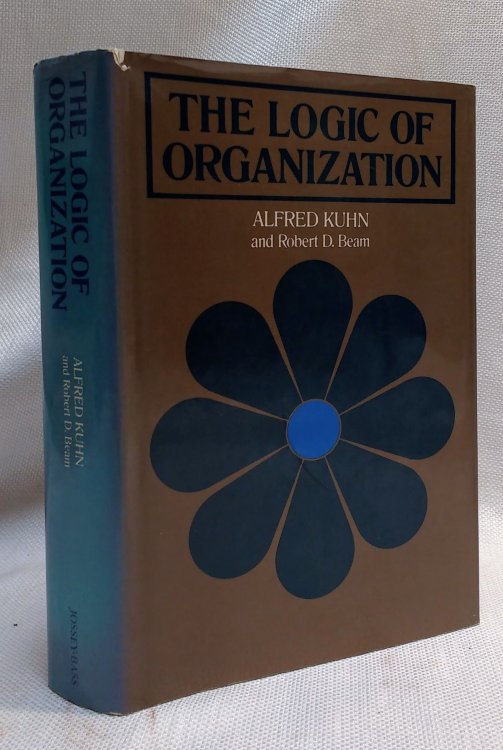 THE LOGIC OF
ORGANIZATION
ALFRED KUHN
and Robert D. Beam
JOSSEY-BASS
THE LOGIC OF
ORGANIZATION
ALFRED KUHN
and Robert D. Beam